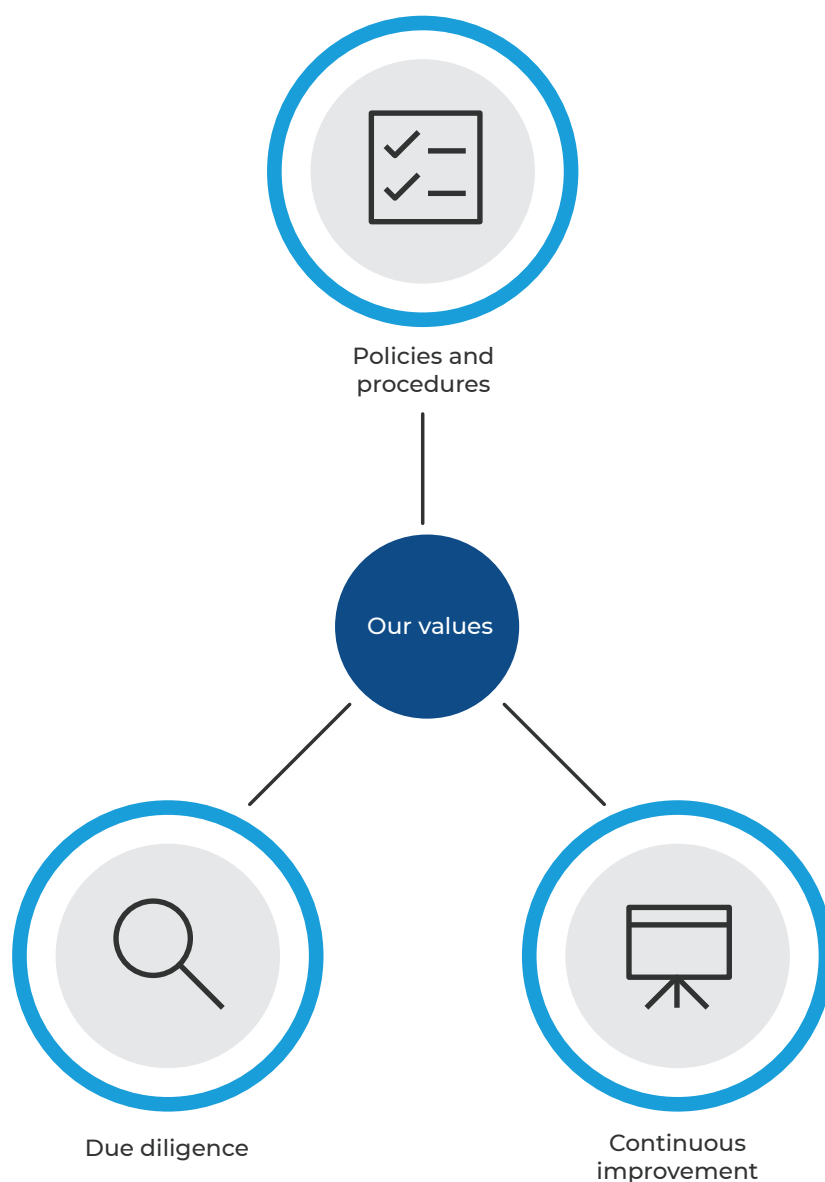 Policies and
procedures
Our values
Due diligence
Continuous
improvement